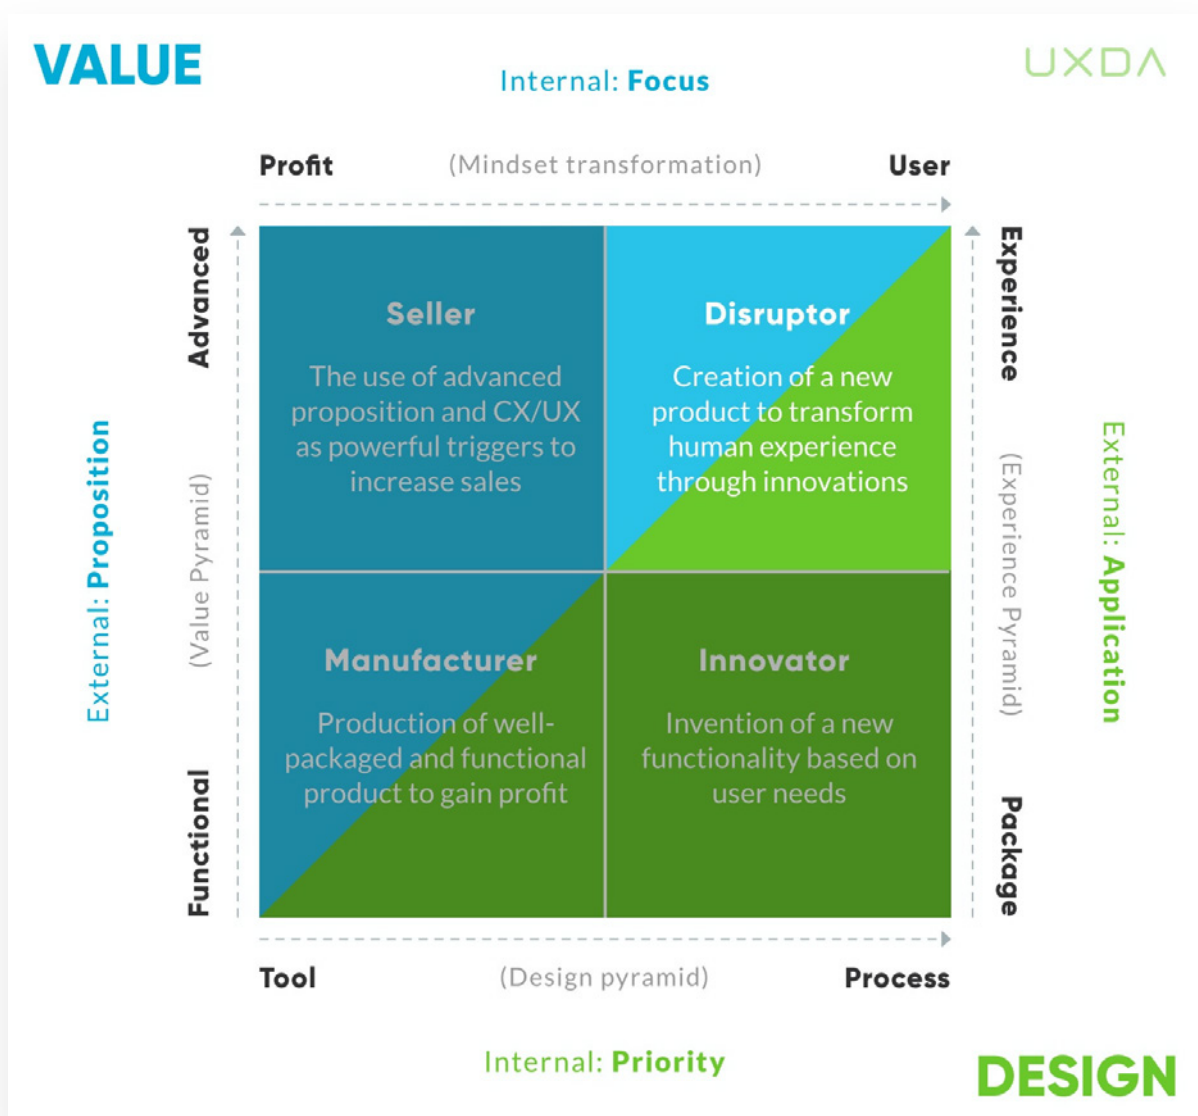 VALUE
UXDA
Internal: Focus
Profit
(Mindset transformation)
User
Advanced
Experience
Seller
The use of advanced
proposition and CX/UX
as powerful triggers to
increase sales
Disruptor
Creation of a new
product to transform
human experience
through innovations
External: Proposition
(Value Pyramid)
(Experience Pyramid)
External: Application
Manufacturer
Production of well-
packaged and functional
product to gain profit
Innovator
Invention of a new
functionality based on
user needs
Functional
Package
Tool
(Design pyramid)
Process
Internal: Priority
DESIGN